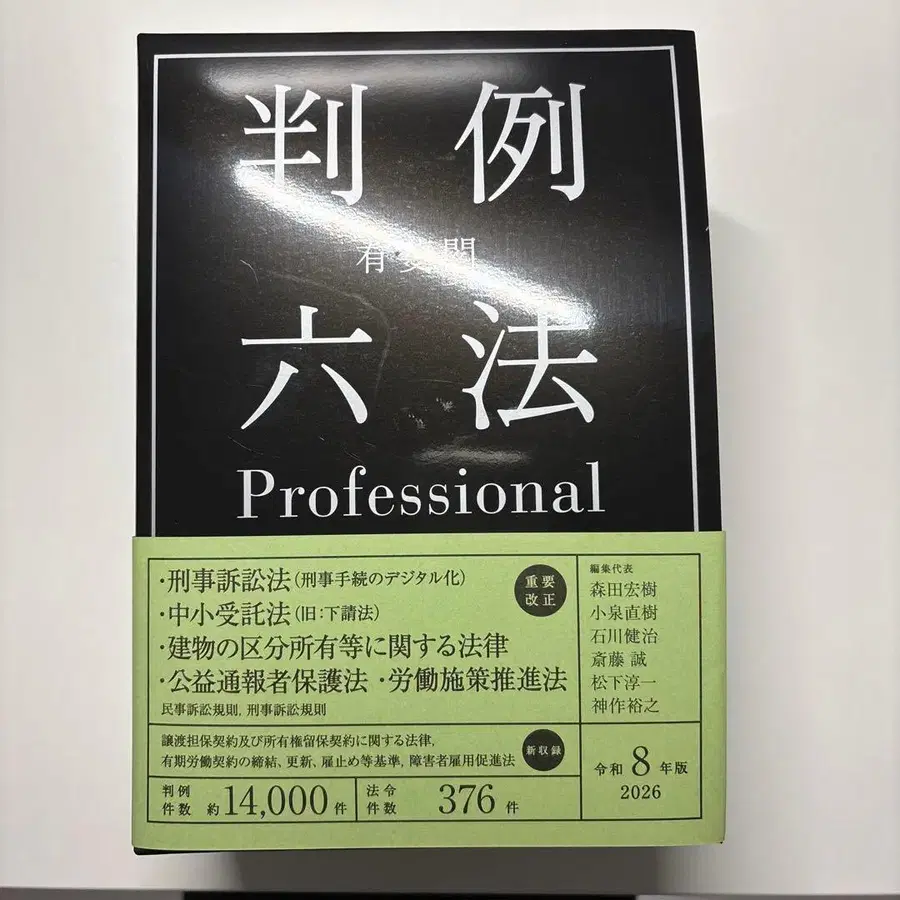 判例
有斐閣
六法
Professional
・刑事訴訟法(刑事手続のデジタル化)
・中小受託法(旧:下請法)
・建物の区分所有等に関する法律
・公益通報者保護法 ・労働施策推進法
民事訴訟規則, 刑事訴訟規則
重要
改正
譲渡担保契約及び所有権留保契約に関する法律,
有期労働契約の締結、更新、雇止め等基準, 障害者雇用促進法
新収録
判例
件数 約14,000件
法令
件数 376件
編集代表
森田宏樹
小泉直樹
石川健治
斎藤 誠
松下淳一
神作裕之
令和8年版
2026